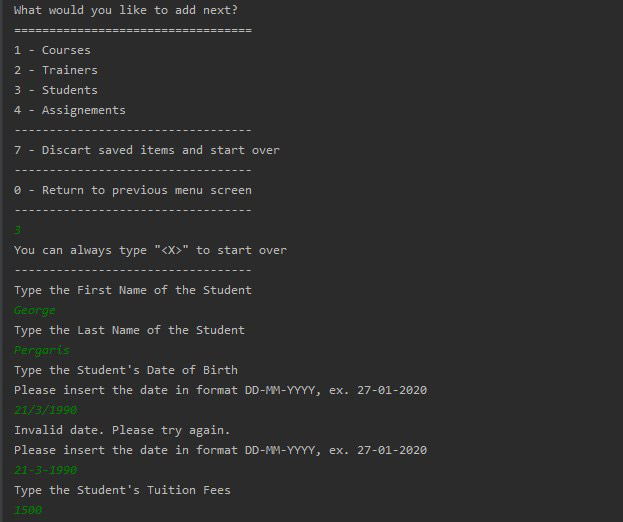 What would you like to add next?
==================================
1 - Courses
2 - Trainers
3 - Students
4 - Assignements
----------------------------------
7 - Discart saved items and start over
----------------------------------
0 - Return to previous menu screen
----------------------------------
3
You can always type "<X>" to start over
----------------------------------
Type the First Name of the Student
George
Type the Last Name of the Student
Pergaris
Type the Student's Date of Birth
Please insert the date in format DD-MM-YYYY, ex. 27-01-2020
21/3/1990
Invalid date. Please try again.
Please insert the date in format DD-MM-YYYY, ex. 27-01-2020
21-3-1990
Type the Student's Tuition Fees
1500